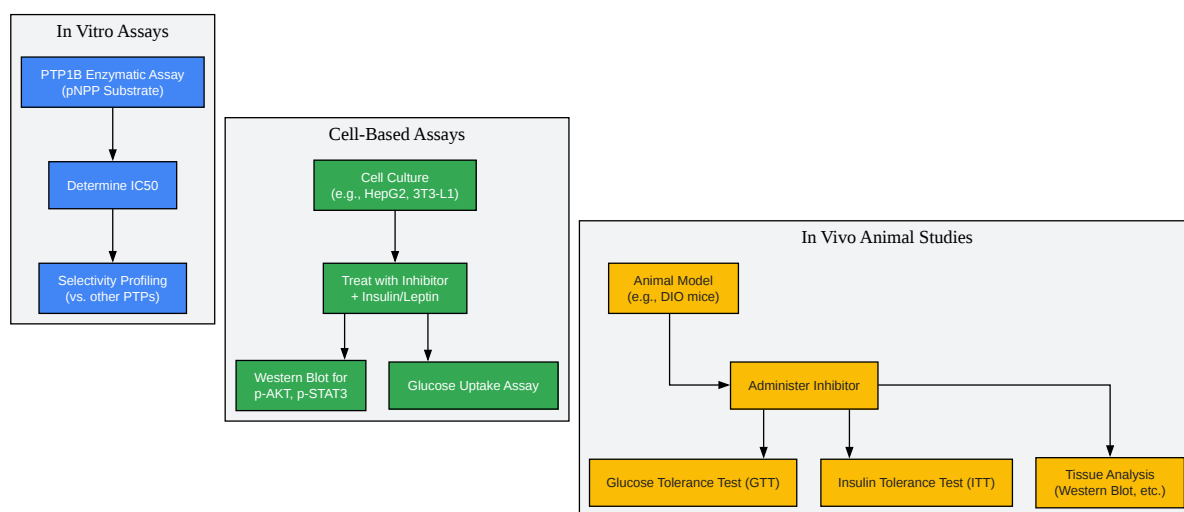 In Vitro Assays
PTP1B Enzymatic Assay
(pNPP Substrate)
Determine IC50
Selectivity Profiling
(vs. other PTPs)
Cell-Based Assays
Cell Culture
(e.g., HepG2, 3T3-L1)
Treat with Inhibitor
+ Insulin/Leptin
Western Blot for
p-AKT, p-STAT3
Glucose Uptake Assay
In Vivo Animal Studies
Animal Model
(e.g., DIO mice)
Administer Inhibitor
Glucose Tolerance Test (GTT)
Insulin Tolerance Test (ITT)
Tissue Analysis
(Western Blot, etc.)